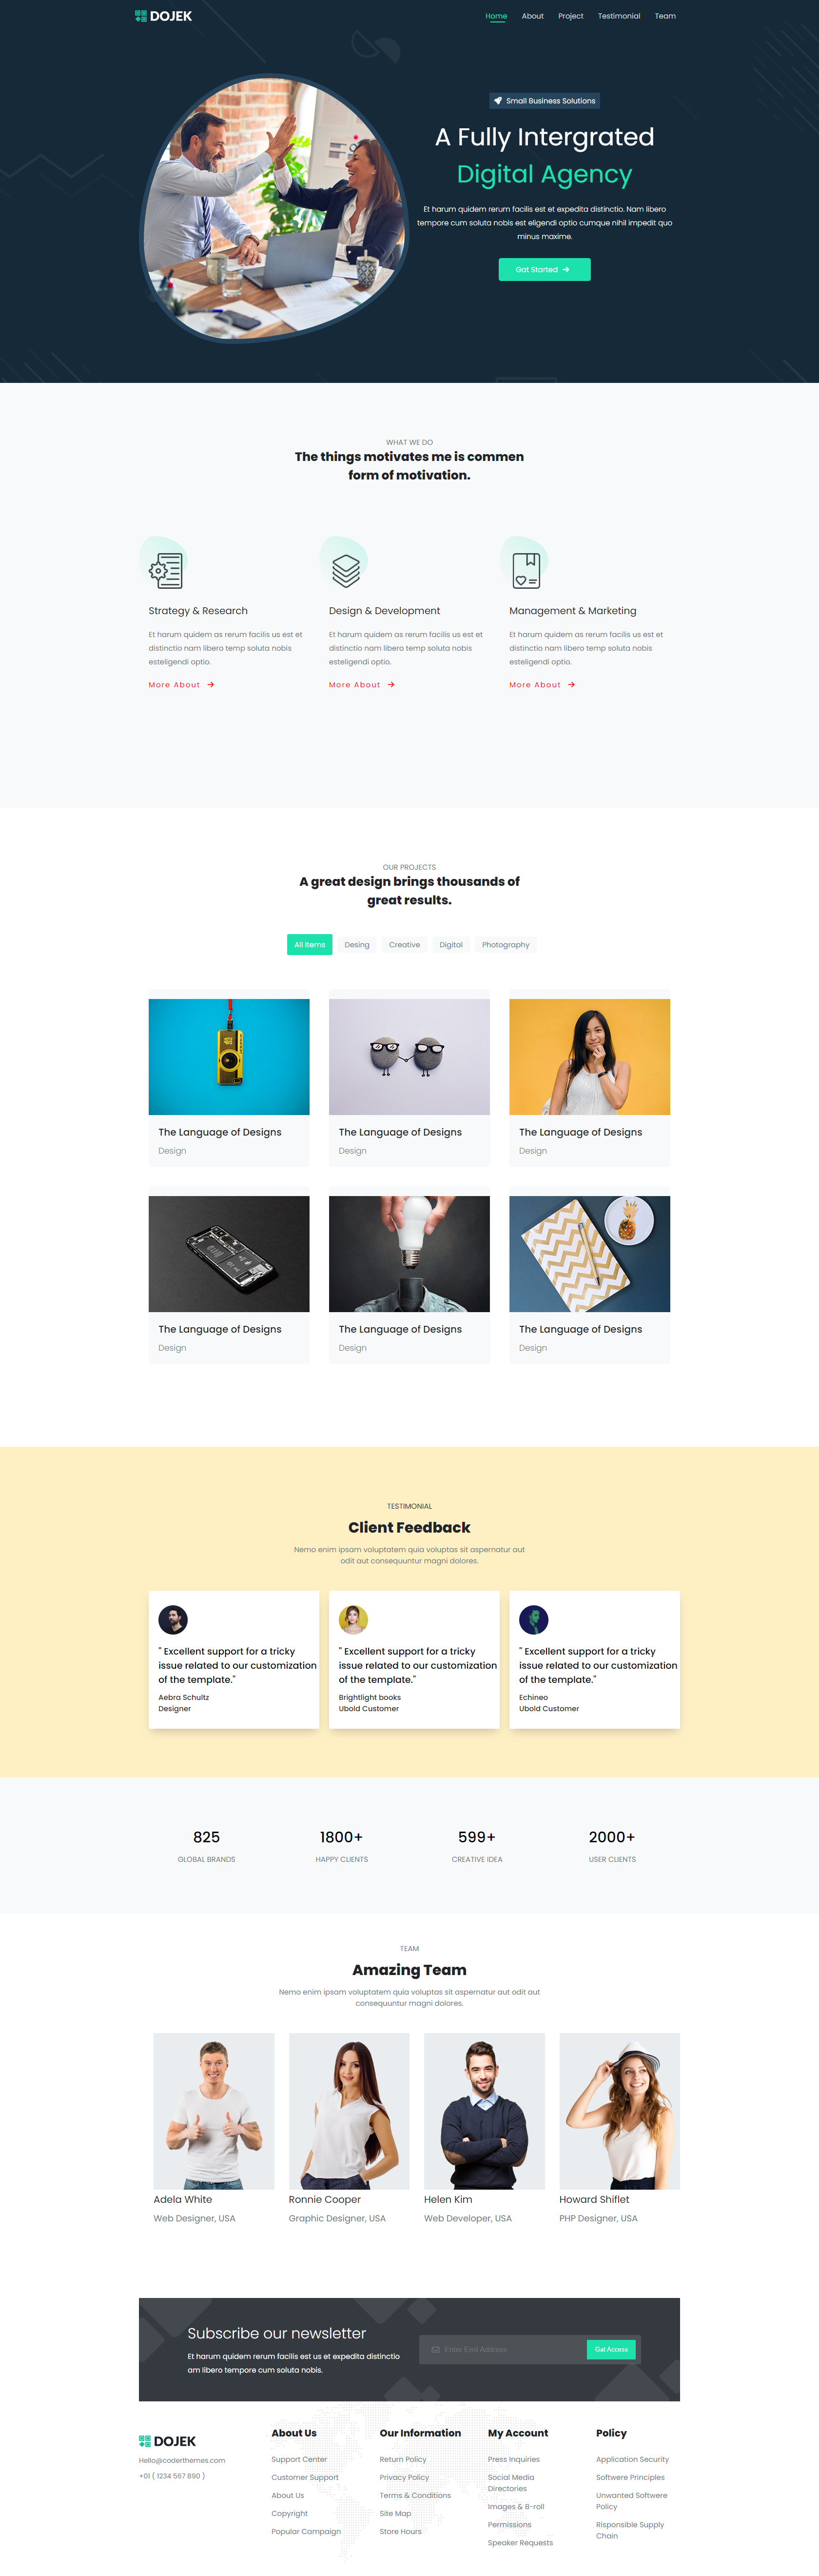 DOJEK
Home About Project Testimonial Team
Small Business Solutions
A Fully Intergrated
Digital Agency
Et harum quidem rerum facilis est et expedita distinctio. Nam libero
tempore cum soluta nobis est eligendi optio cumque nihil impedit quo
minus maxime.
Get Started
WHAT WE DO
The things motivates me is commen
form of motivation.
Strategy & Research
Et harum quidem as rerum facilis us est et
distinctio nam libero temp soluta nobis
esteligendi optio.
More About
Design & Development
Et harum quidem as rerum facilis us est et
distinctio nam libero temp soluta nobis
esteligendi optio.
More About
Management & Marketing
Et harum quidem as rerum facilis us est et
distinctio nam libero temp soluta nobis
esteligendi optio.
More About
OUR PROJECTS
A great design brings thousands of
great results.
All Items Desing Creative Digital Photography
The Language of Designs
Design
The Language of Designs
Design
The Language of Designs
Design
The Language of Designs
Design
The Language of Designs
Design
The Language of Designs
Design
TESTIMONIAL
Client Feedback
Nemo enim ipsam voluptatem quia voluptas sit aspernatur aut
odit aut consequuntur magni dolores.
" Excellent support for a tricky
issue related to our customization
of the template."
Aebra Schultz
Designer
" Excellent support for a tricky
issue related to our customization
of the template."
Brightlight books
Ubold Customer
" Excellent support for a tricky
issue related to our customization
of the template."
Echineo
Ubold Customer
825
GLOBAL BRANDS
1800+
HAPPY CLIENTS
599+
CREATIVE IDEA
2000+
USER CLIENTS
TEAM
Amazing Team
Nemo enim ipsam voluptatem quia voluptas sit aspernatur aut odit aut
consequuntur magni dolores.
Adela White
Web Designer, USA
Ronnie Cooper
Graphic Designer, USA
Helen Kim
Web Developer, USA
Howard Shiflet
PHP Designer, USA
Subscribe our newsletter
Et harum quidem rerum facilis est us et expedita distinctio
am libero tempore cum soluta nobis.
Enter Emil Address
Gat Access
DOJEK
Hello@coderthemes.com
+01 ( 1234 567 890 )
About Us
Support Center
Customer Support
About Us
Copyright
Popular Campaign
Our Information
Return Policy
Privacy Policy
Terms & Conditions
Site Map
Store Hours
My Account
Press Inquiries
Social Media
Directories
Images & B-roll
Permissions
Speaker Requests
Policy
Application Security
Softwere Principles
Unwanted Softwere
Policy
Risponsible Supply
Chain